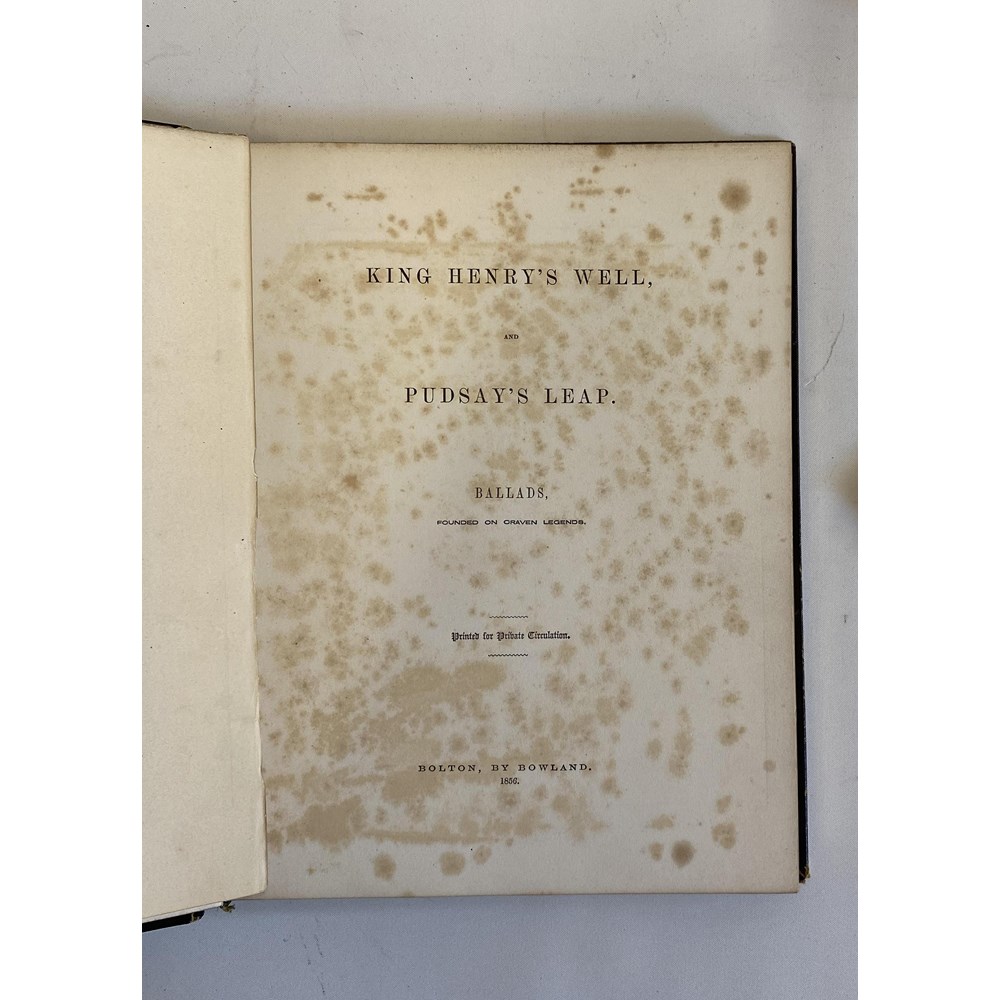 KING HENRY'S WELL,
AND
PUDSAY'S LEAP.
BALLADS,
FOUNDED ON CRAVEN LEGENDS.
Printed for Private Circulation.
BOLTON, BY BOWLAND.
1856.